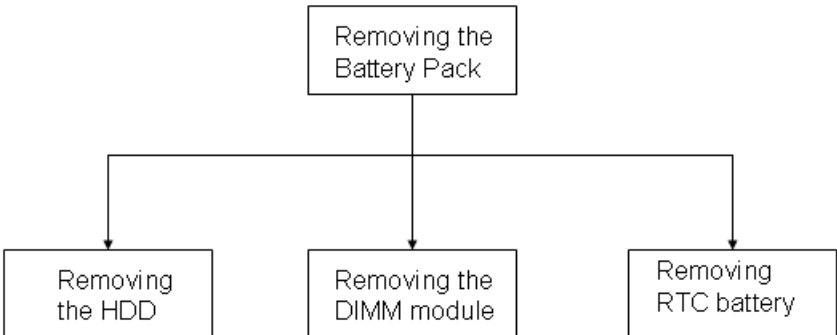 Removing the
Battery Pack
Removing
the HDD
Removing the
DIMM module
Removing
RTC battery